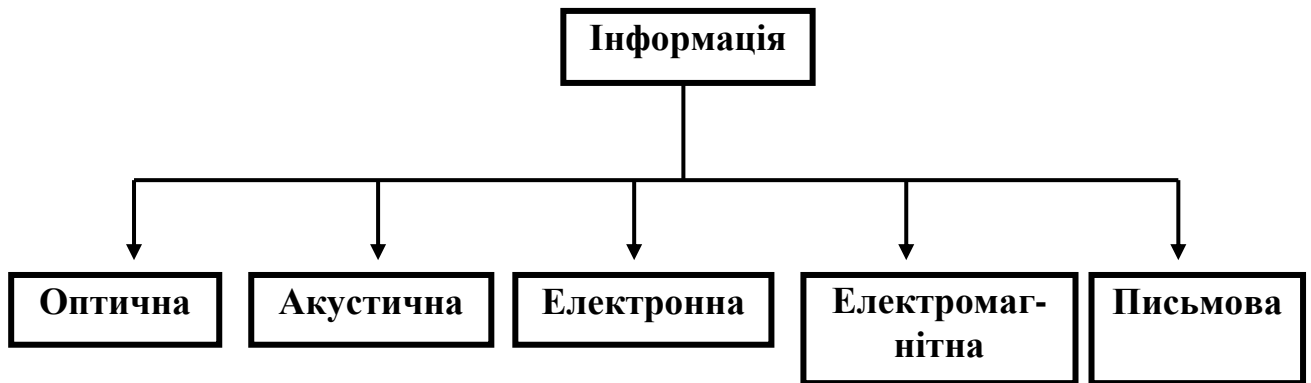 Інформація
Оптична
Акустична
Електронна
Електромаг-
нітна
Письмова